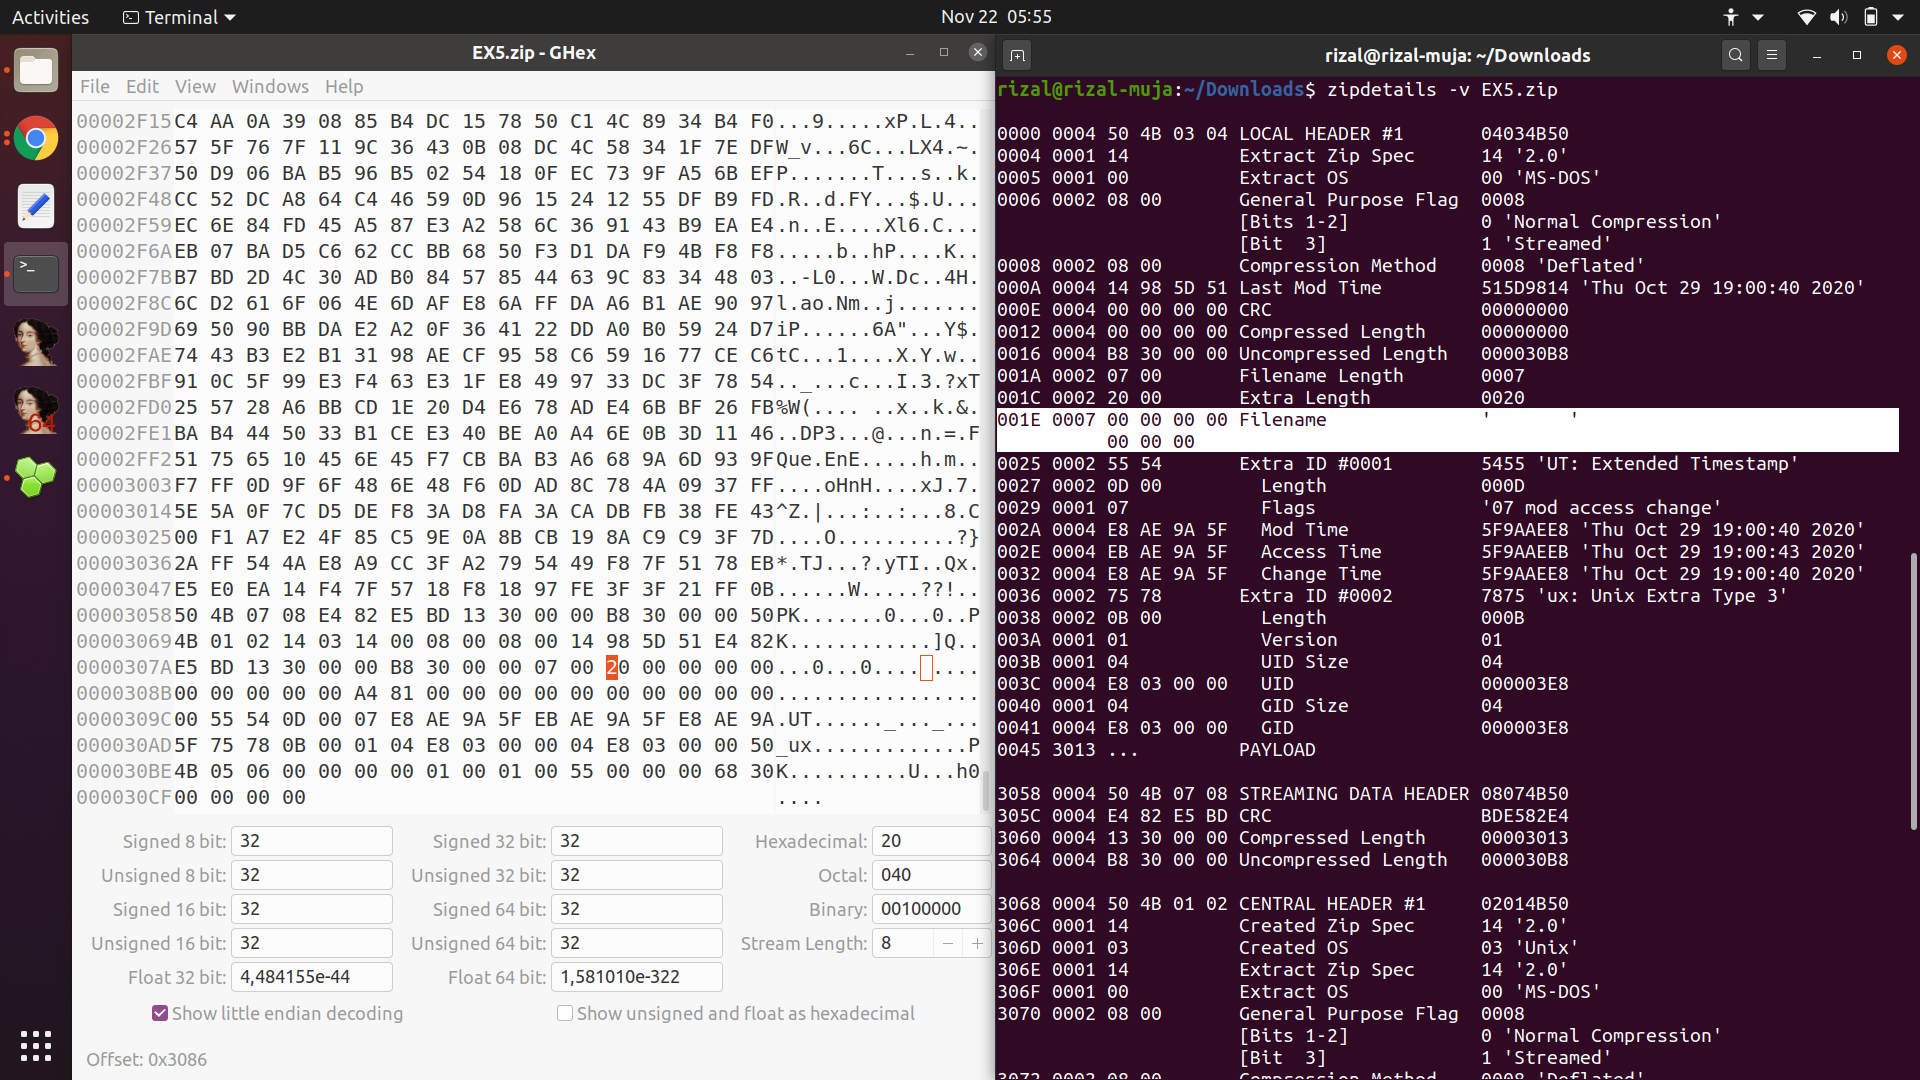 Activities Terminal Nov 22 05:55
EX5.zip - GHex
File Edit View Windows Help
00002F15 C4 AA 0A 39 08 85 B4 DC 15 78 50 C1 4C 89 34 B4 F0 ...9.....xP.L.4..
00002F26 57 5F 76 7F 11 9C 36 43 0B 08 DC 4C 58 34 1F 7E DF W_v...6C...LX4.~.
00002F37 50 D9 06 BA B5 96 B5 02 54 18 0F EC 73 9F A5 6B EF P.......T...s..k.
00002F48 CC 52 DC A8 64 C4 46 59 0D 96 15 24 12 55 DF B9 FD .R..d.FY...$.U...
00002F59 EC 6E 84 FD 45 A5 87 E3 A2 58 6C 36 91 43 B9 EA E4 .n..E....Xl6.C...
00002F6A EB 07 BA D5 C6 62 CC BB 68 50 F3 D1 DA F9 4B F8 F8 .....b..hP....K..
00002F7B B7 BD 2D 4C 30 AD B0 84 57 85 44 63 9C 83 34 48 03 ..-L0...W.Dc..4H.
00002F8C 6C D2 61 6F 06 4E 6D AF E8 6A FF DA A6 B1 AE 90 97 l.ao.Nm..j.......
00002F9D 69 50 90 BB DA E2 A2 0F 36 41 22 DD A0 B0 59 24 D7 iP......6A"...Y$.
00002FAE 74 43 B3 E2 B1 31 98 AE CF 95 58 C6 59 16 77 CE C6 tC...1....X.Y.w..
00002FBF 91 0C 5F 99 E3 F4 63 E3 1F E8 49 97 33 DC 3F 78 54 .._...c...I.3.?xT
00002FD0 25 57 28 A6 BB CD 1E 20 D4 E6 78 AD E4 6B BF 26 FB %W(.... ..x..k.&.
00002FE1 BA B4 44 50 33 B1 CE E3 40 BE A0 A4 6E 0B 3D 11 46 ..DP3...@...n.=.F
00002FF2 51 75 65 10 45 6E 45 F7 CB BA B3 A6 68 9A 6D 93 9F Que.EnE.....h.m..
00003003 F7 FF 0D 9F 6F 48 6E 48 F6 0D AD 8C 78 4A 09 37 FF ....oHnH....xJ.7.
00003014 5E 5A 0F 7C D5 DE F8 3A D8 FA 3A CA DB FB 38 FE 43 ^Z.|...:..:...8.C
00003025 00 F1 A7 E2 4F 85 C5 9E 0A 8B CB 19 8A C9 C9 3F 7D ....O..........?}
00003036 2A FF 54 4A E8 A9 CC 3F A2 79 54 49 F8 7F 51 78 EB *.TJ...?.yTI..Qx.
00003047 E5 E0 EA 14 F4 7F 57 18 F8 18 97 FE 3F 3F 21 FF 0B ......W.....??!..
00003058 50 4B 07 08 E4 82 E5 BD 13 30 00 00 B8 30 00 00 50 PK.......0...0..P
00003069 4B 01 02 14 03 14 00 08 00 08 00 14 98 5D 51 E4 82 K............]Q..
0000307A E5 BD 13 30 00 00 B8 30 00 00 07 00 20 00 00 00 00 ...0...0.... ....
0000308B 00 00 00 00 00 A4 81 00 00 00 00 00 00 00 00 00 00 .................
0000309C 00 55 54 0D 00 07 E8 AE 9A 5F EB AE 9A 5F E8 AE 9A .UT......_..._...
000030AD 5F 75 78 0B 00 01 04 E8 03 00 00 04 E8 03 00 00 50 _ux.............P
000030BE 4B 05 06 00 00 00 00 01 00 01 00 55 00 00 00 68 30 K..........U...h0
000030CF 00 00 00 00 ....
Signed 8 bit: 32 Signed 32 bit: 32 Hexadecimal: 20
Unsigned 8 bit: 32 Unsigned 32 bit: 32 Octal: 040
Signed 16 bit: 32 Signed 64 bit: 32 Binary: 00100000
Unsigned 16 bit: 32 Unsigned 64 bit: 32 Stream Length: 8 − +
Float 32 bit: 4,484155e-44 Float 64 bit: 1,581010e-322
Show little endian decoding Show unsigned and float as hexadecimal
Offset: 0x3086
64
rizal@rizal-muja: ~/Downloads
rizal@rizal-muja:~/Downloads$ zipdetails -v EX5.zip
0000 0004 50 4B 03 04 LOCAL HEADER #1 04034B50
0004 0001 14 Extract Zip Spec 14 '2.0'
0005 0001 00 Extract OS 00 'MS-DOS'
0006 0002 08 00 General Purpose Flag 0008
[Bits 1-2] 0 'Normal Compression'
[Bit 3] 1 'Streamed'
0008 0002 08 00 Compression Method 0008 'Deflated'
000A 0004 14 98 5D 51 Last Mod Time 515D9814 'Thu Oct 29 19:00:40 2020'
000E 0004 00 00 00 00 CRC 00000000
0012 0004 00 00 00 00 Compressed Length 00000000
0016 0004 B8 30 00 00 Uncompressed Length 000030B8
001A 0002 07 00 Filename Length 0007
001C 0002 20 00 Extra Length 0020
001E 0007 00 00 00 00 Filename ' '
00 00 00
0025 0002 55 54 Extra ID #0001 5455 'UT: Extended Timestamp'
0027 0002 0D 00 Length 000D
0029 0001 07 Flags '07 mod access change'
002A 0004 E8 AE 9A 5F Mod Time 5F9AAEE8 'Thu Oct 29 19:00:40 2020'
002E 0004 EB AE 9A 5F Access Time 5F9AAEEB 'Thu Oct 29 19:00:43 2020'
0032 0004 E8 AE 9A 5F Change Time 5F9AAEE8 'Thu Oct 29 19:00:40 2020'
0036 0002 75 78 Extra ID #0002 7875 'ux: Unix Extra Type 3'
0038 0002 0B 00 Length 000B
003A 0001 01 Version 01
003B 0001 04 UID Size 04
003C 0004 E8 03 00 00 UID 000003E8
0040 0001 04 GID Size 04
0041 0004 E8 03 00 00 GID 000003E8
0045 3013 ... PAYLOAD
3058 0004 50 4B 07 08 STREAMING DATA HEADER 08074B50
305C 0004 E4 82 E5 BD CRC BDE582E4
3060 0004 13 30 00 00 Compressed Length 00003013
3064 0004 B8 30 00 00 Uncompressed Length 000030B8
3068 0004 50 4B 01 02 CENTRAL HEADER #1 02014B50
306C 0001 14 Created Zip Spec 14 '2.0'
306D 0001 03 Created OS 03 'Unix'
306E 0001 14 Extract Zip Spec 14 '2.0'
306F 0001 00 Extract OS 00 'MS-DOS'
3070 0002 08 00 General Purpose Flag 0008
[Bits 1-2] 0 'Normal Compression'
[Bit 3] 1 'Streamed'
3072 0002 08 00 Compression Method 0008 'Deflated'